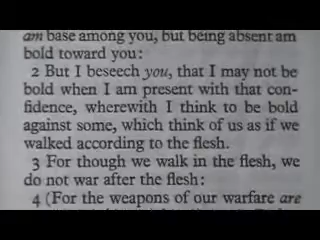 am base among you, but being absent am
bold toward you:
2 But I beseech you, that I may not be
bold when I am present with that con-
fidence, wherewith I think to be bold
against some, which think of us as if we
walked according to the flesh.
3 For though we walk in the flesh, we
do not war after the flesh:
4 (For the weapons of our warfare are